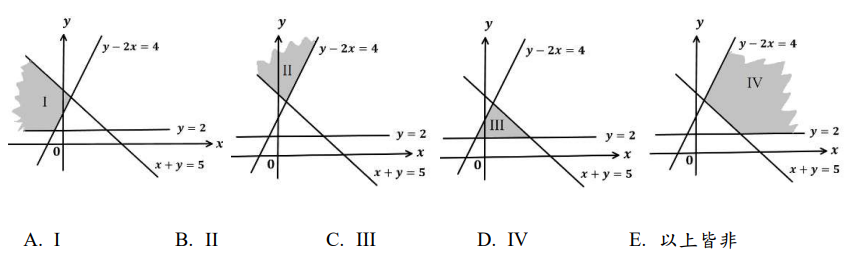 y
y − 2x = 4
I
y = 2
x
0
x + y = 5
y
y − 2x = 4
II
y = 2
x
0
x + y = 5
y
y − 2x = 4
III
y = 2
x
0
x + y = 5
y
y − 2x = 4
IV
y = 2
x
0
x + y = 5
A. I B. II C. III D. IV E. 以上皆非